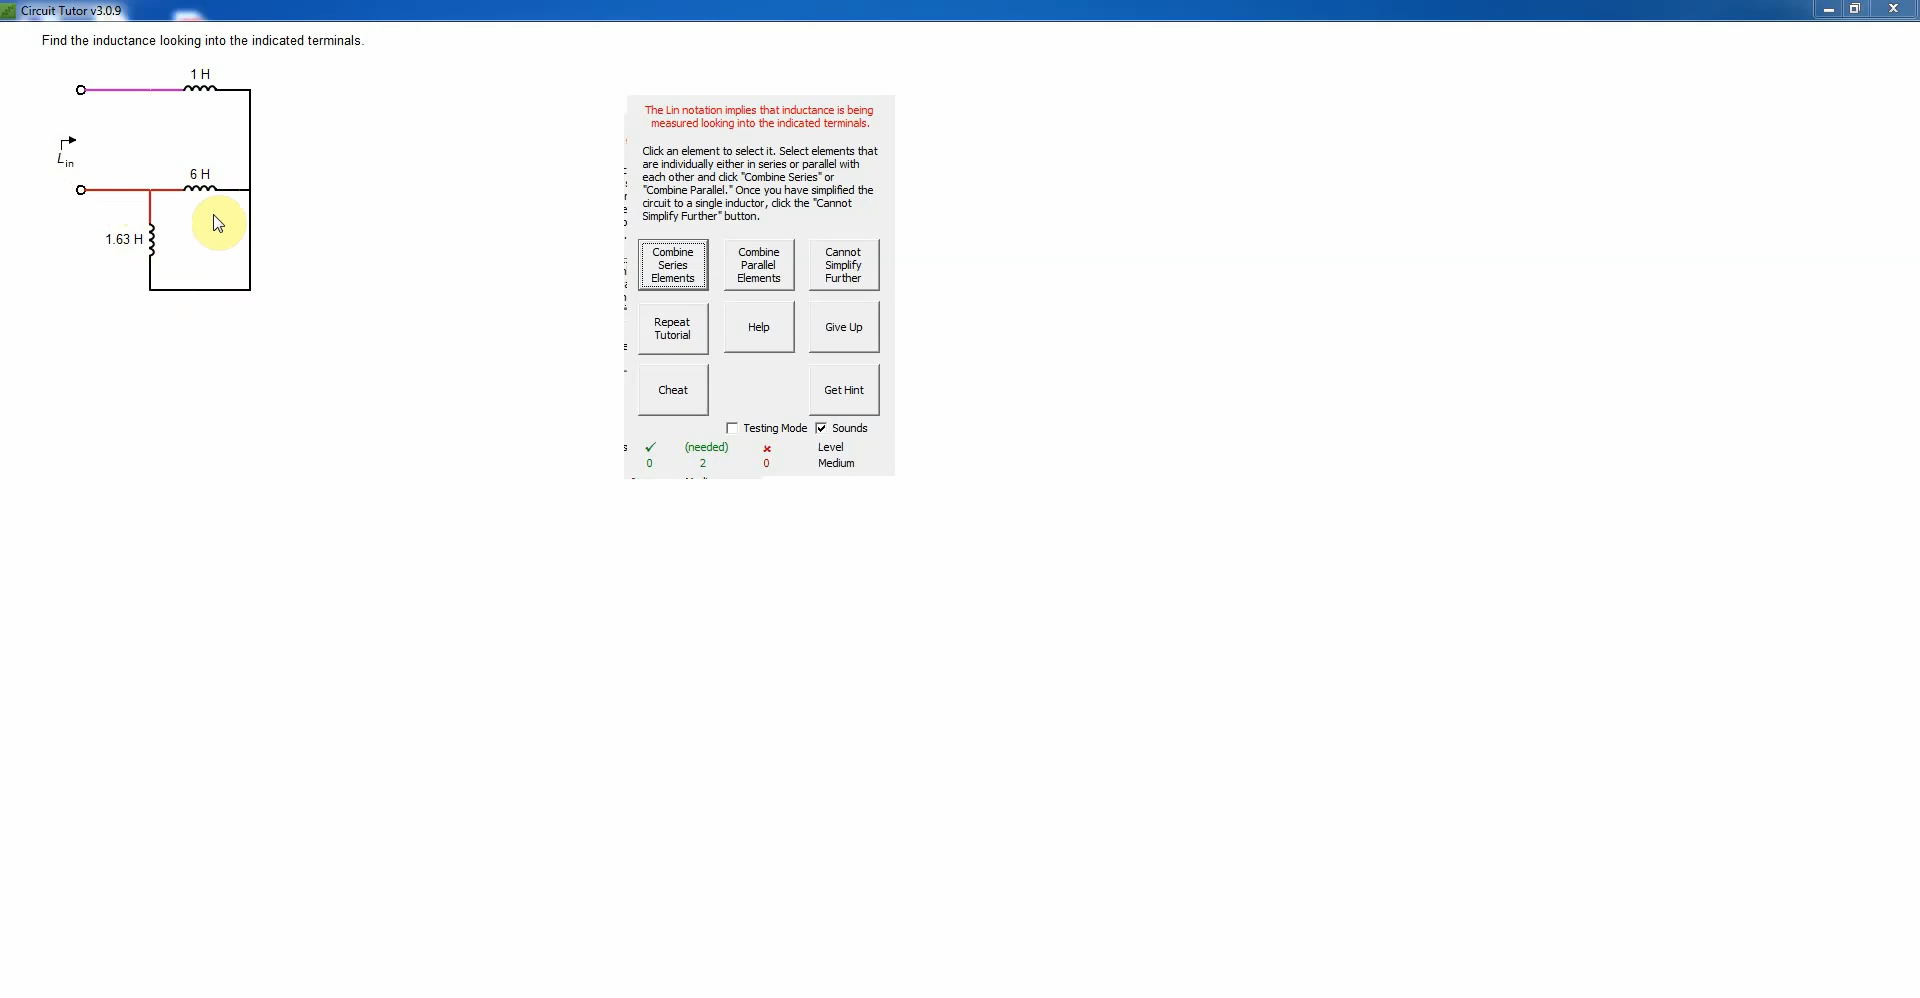 Circuit Tutor v3.0.9
Find the inductance looking into the indicated terminals.
1 H
Lin
6 H
1.63 H
The Lin notation implies that inductance is being
measured looking into the indicated terminals.
Click an element to select it. Select elements that
are individually either in series or parallel with
each other and click "Combine Series" or
"Combine Parallel." Once you have simplified the
circuit to a single inductor, click the "Cannot
Simplify Further" button.
Combine
Series
Elements
Combine
Parallel
Elements
Cannot
Simplify
Further
Repeat
Tutorial
Help
Give Up
Cheat
Get Hint
Testing Mode
Sounds
✓ (needed) × Level
0 2 0 Medium